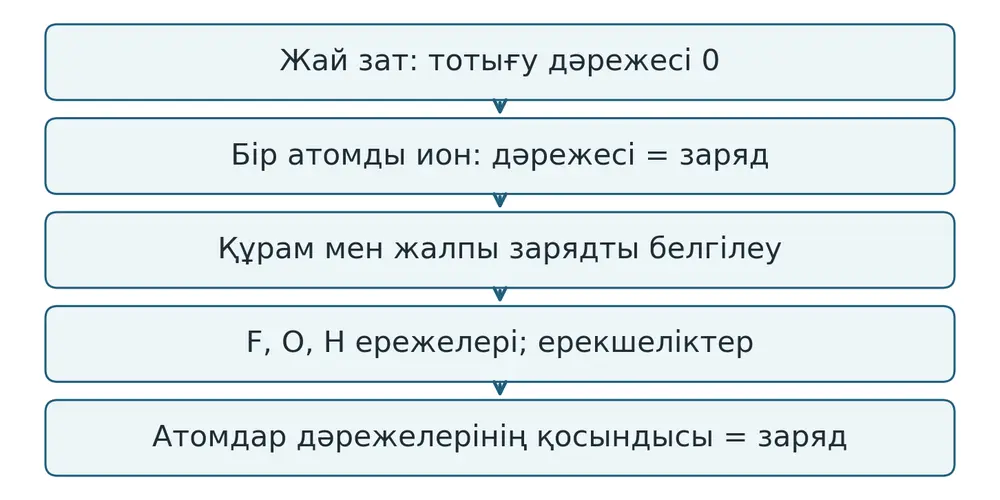 Жай зат: тотығу дәрежесі 0
Бір атомды ион: дәрежесі = заряд
Құрам мен жалпы зарядты белгілеу
F, O, H ережелері; ерекшеліктер
Атомдар дәрежелерінің қосындысы = заряд